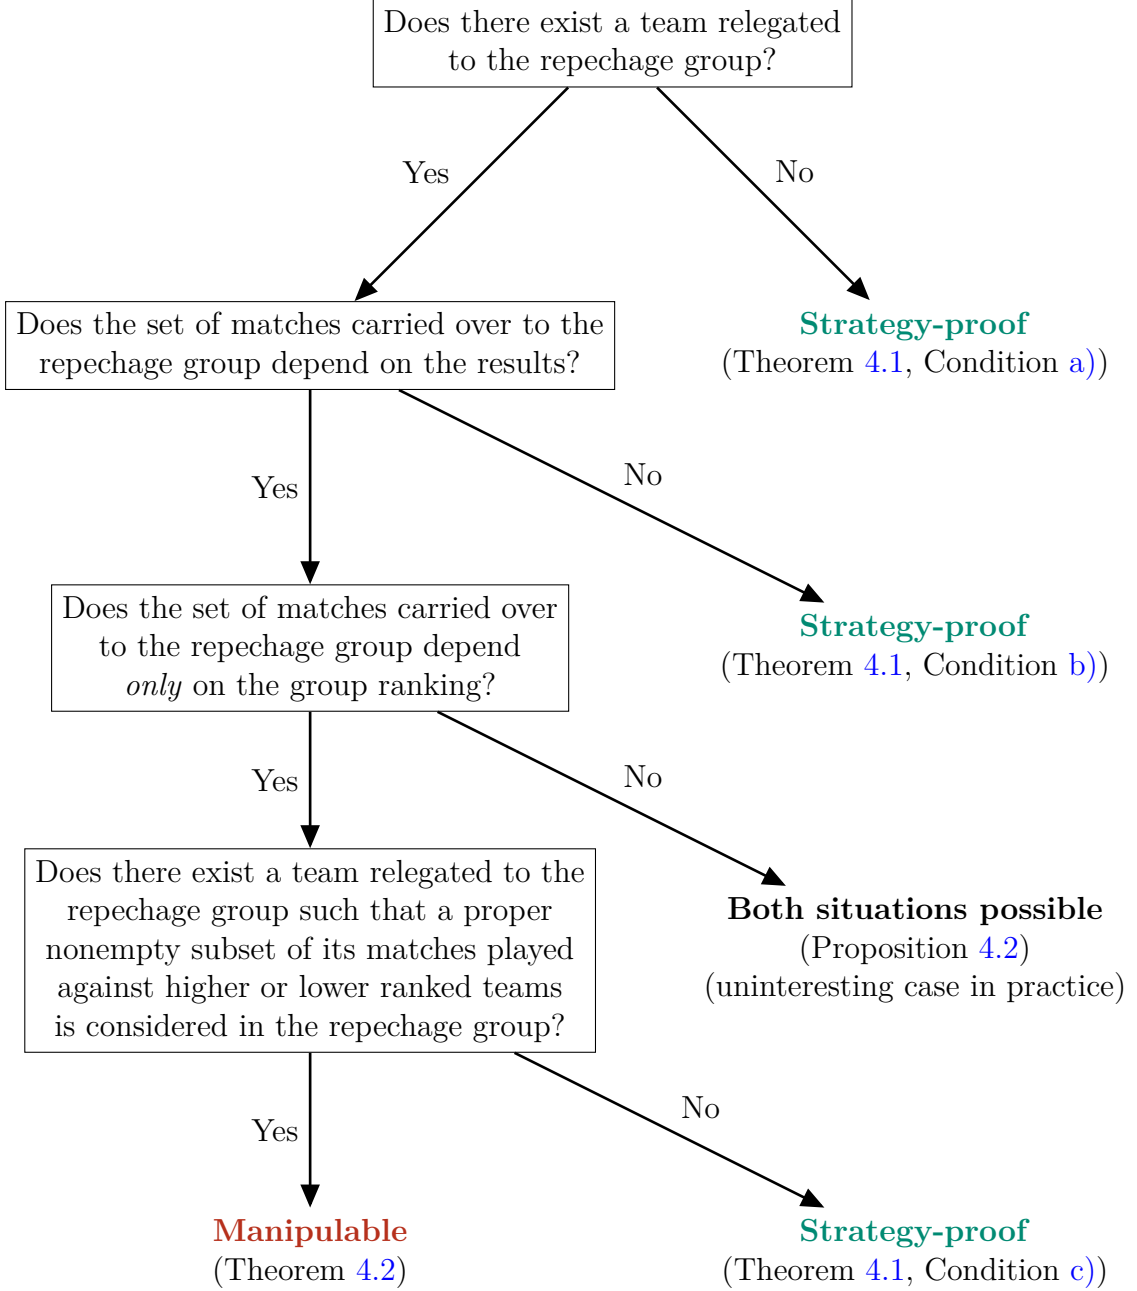 Does there exist a team relegated
to the repechage group?
Yes
No
Does the set of matches carried over to the
repechage group depend on the results?
Strategy-proof
(Theorem 4.1, Condition a))
Yes
No
Does the set of matches carried over
to the repechage group depend
only on the group ranking?
Strategy-proof
(Theorem 4.1, Condition b))
Yes
No
Does there exist a team relegated to the
repechage group such that a proper
nonempty subset of its matches played
against higher or lower ranked teams
is considered in the repechage group?
Both situations possible
(Proposition 4.2)
(uninteresting case in practice)
Yes
No
Manipulable
(Theorem 4.2)
Strategy-proof
(Theorem 4.1, Condition c))